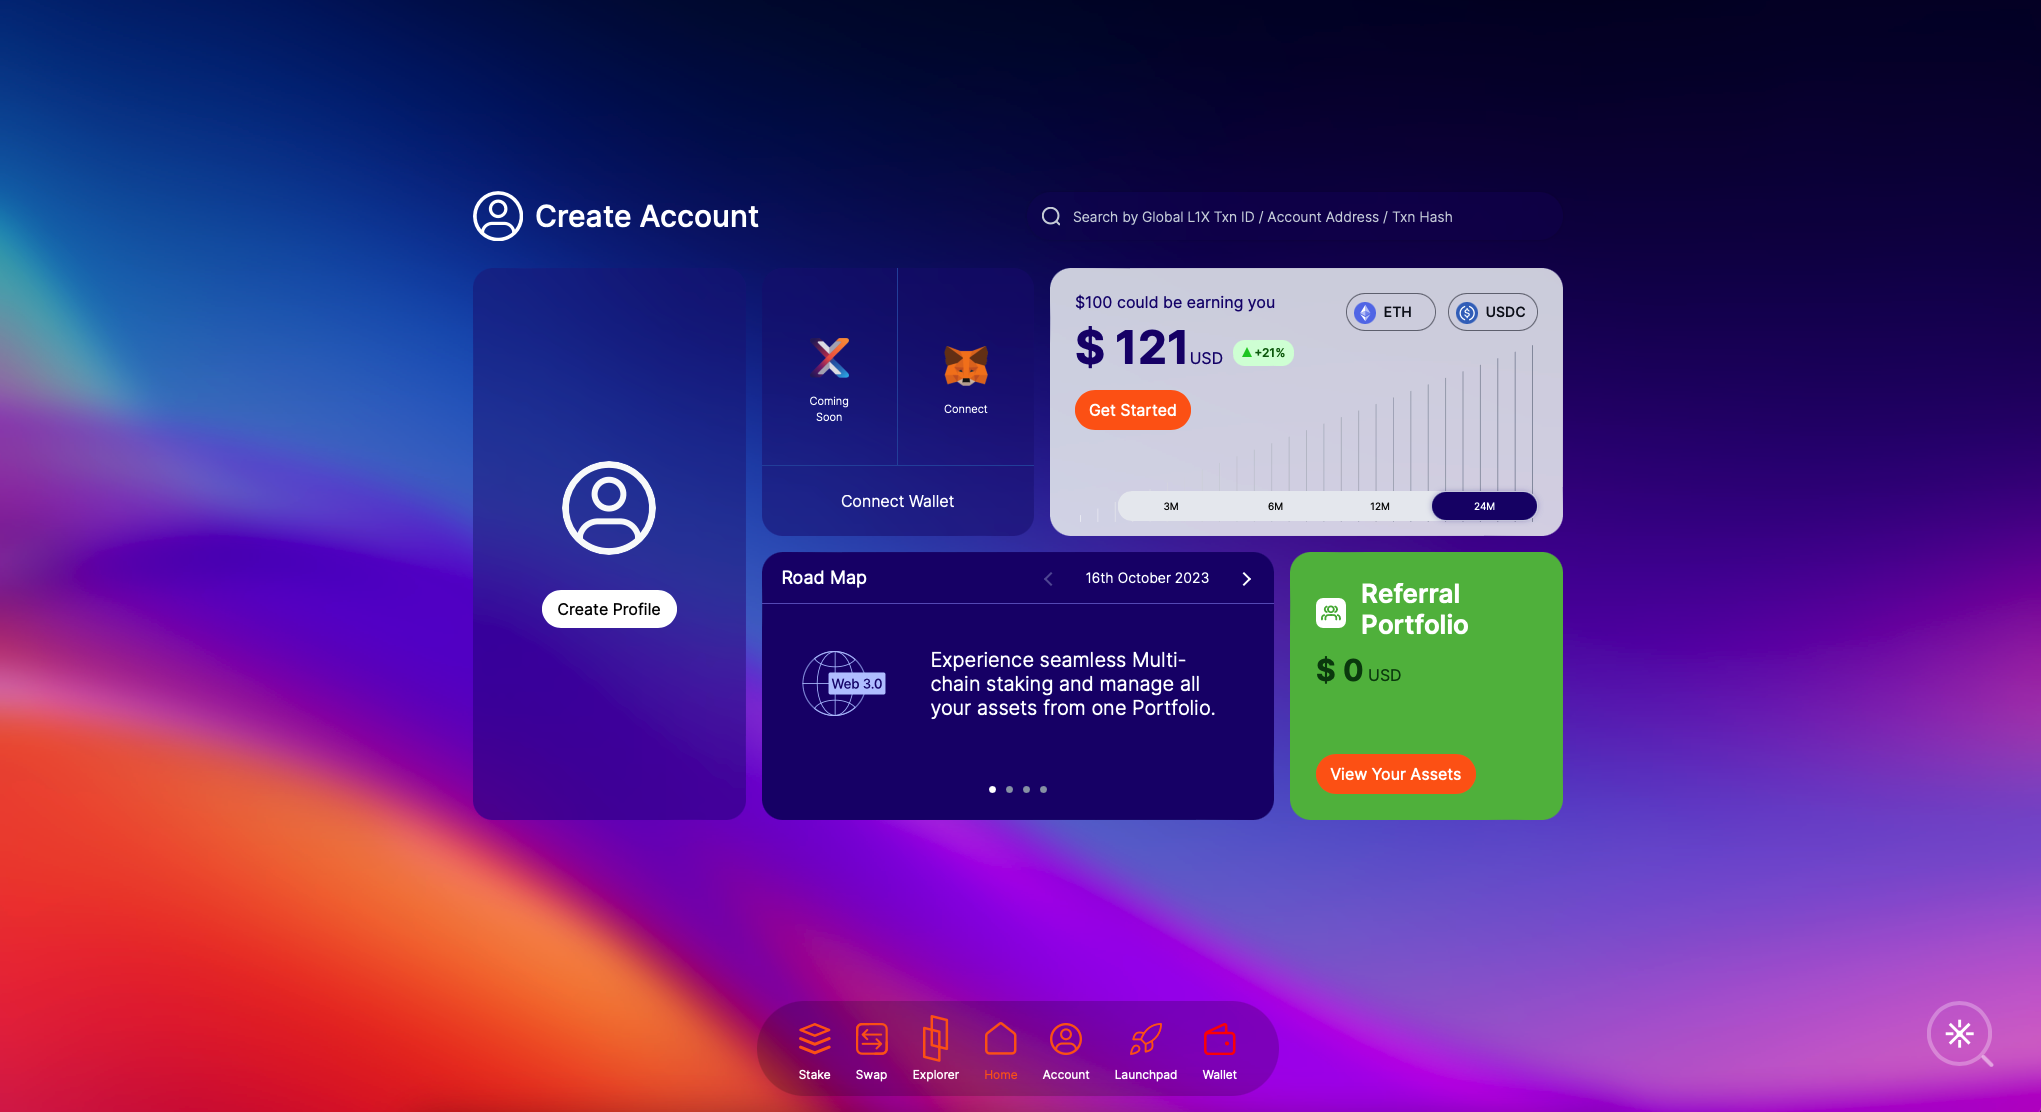 Create Account
Search by Global L1X Txn ID / Account Address / Txn Hash
Create Profile
Coming
Soon
Connect
Connect Wallet
$100 could be earning you
$ 121 USD
+21%
ETH
USDC
Get Started
3M
6M
12M
24M
Road Map
16th October 2023
Web 3.0
Experience seamless Multi-
chain staking and manage all
your assets from one Portfolio.
Referral
Portfolio
$ 0 USD
View Your Assets
Stake
Swap
Explorer
Home
Account
Launchpad
Wallet